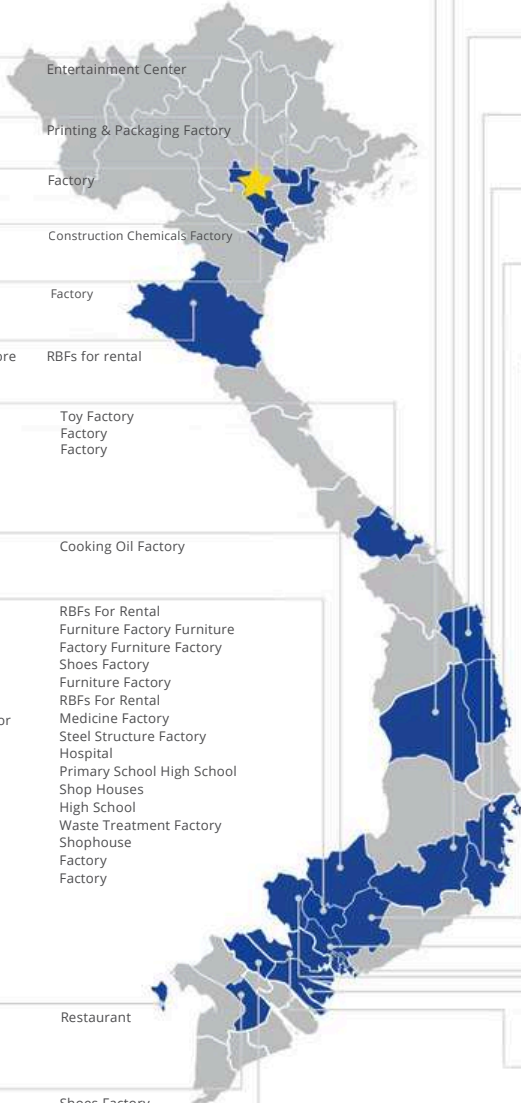 Entertainment Center
Printing & Packaging Factory
Factory
Construction Chemicals Factory
Factory
RBFs for rental
Toy Factory
Factory
Factory
Cooking Oil Factory
RBFs For Rental
Furniture Factory Furniture
Factory Furniture Factory
Shoes Factory
Furniture Factory
RBFs For Rental
Medicine Factory
Steel Structure Factory
Hospital
Primary School High School
Shop Houses
High School
Waste Treatment Factory
Shophouse
Factory
Factory
Restaurant
Shoes Factory